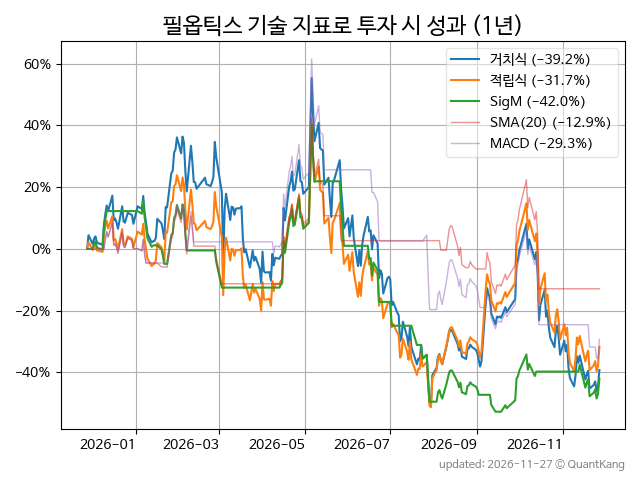 필옵틱스 기술 지표로 투자 시 성과 (1년)
거치식 (−39.2%)
적립식 (−31.7%)
SigM (−42.0%)
SMA(20) (−12.9%)
MACD (−29.3%)
60%
40%
20%
0%
−20%
−40%
2026-01 2026-03 2026-05 2026-07 2026-09 2026-11
updated: 2026-11-27 © QuantKang